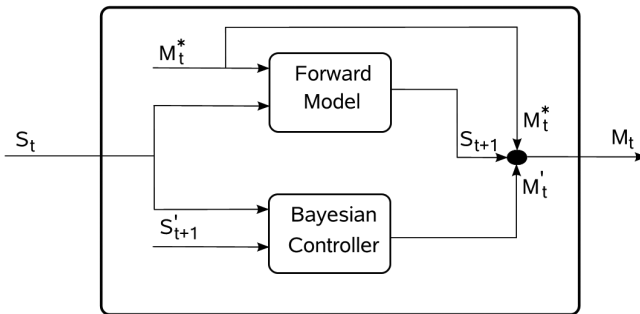 M*t
Forward
Model
M*t
St
St+1
Mt
M't
Bayesian
S't+1
Controller